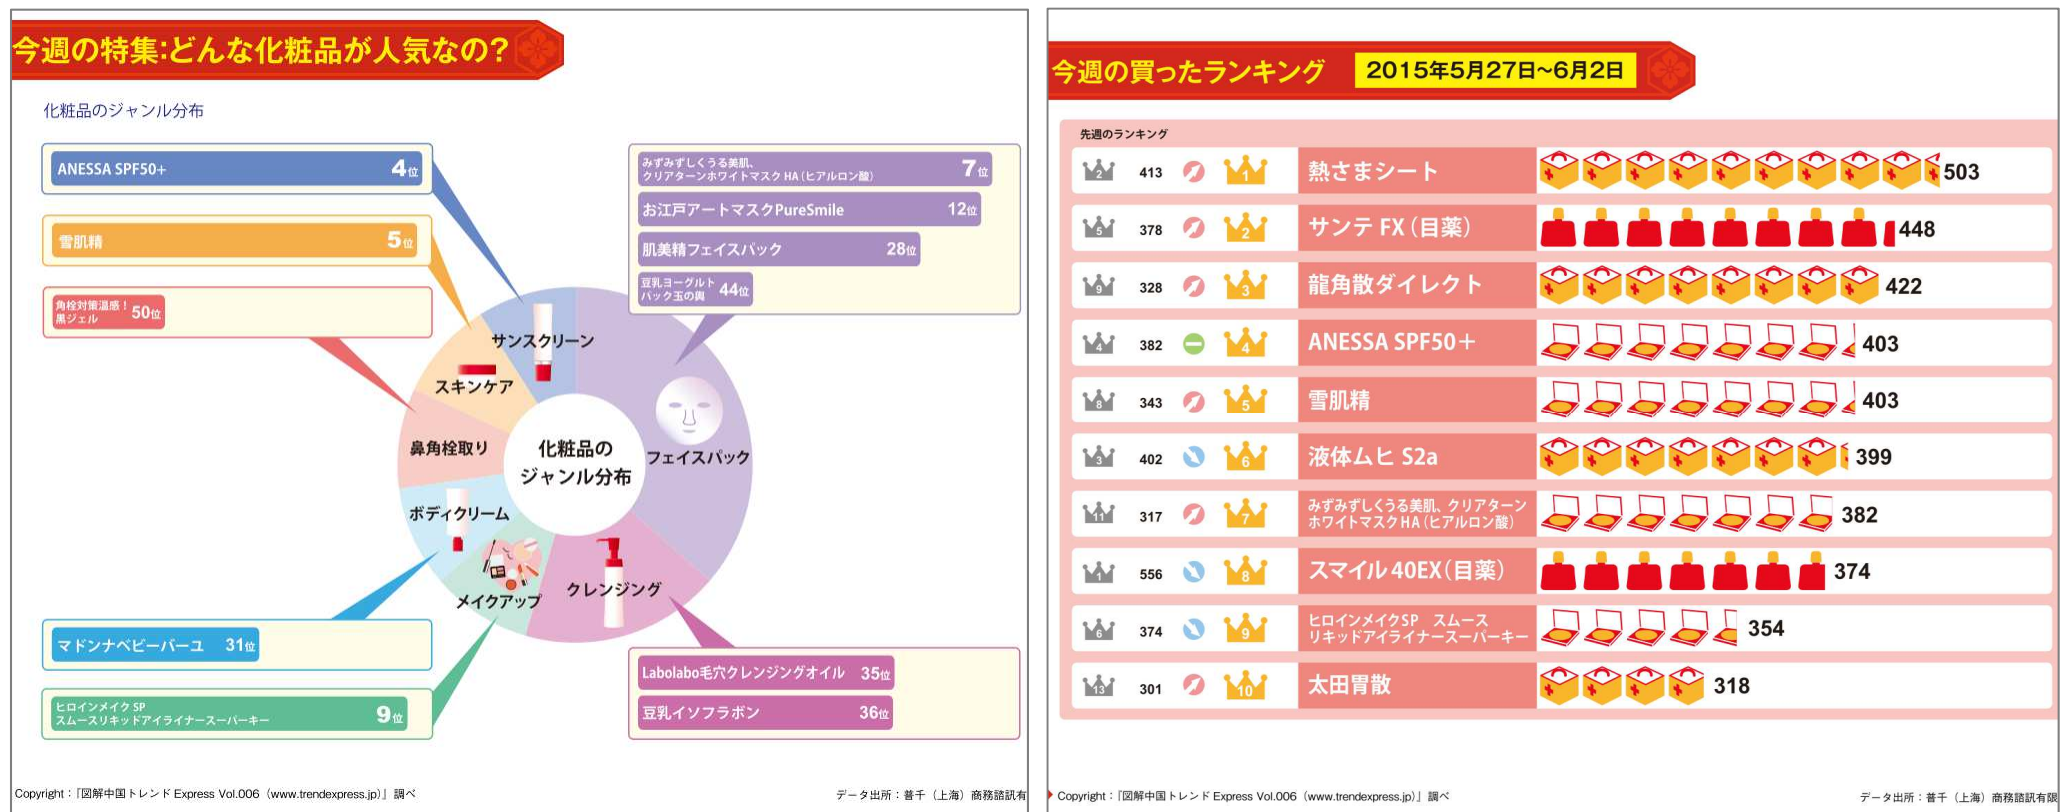 今週の特集:どんな化粧品が人気なの?
化粧品のジャンル分布
ANESSA SPF50+ 4位
雪肌精 5位
角栓対策温感!
黒ジェル 50位
みずみずしくうる美肌、
クリアターンホワイトマスク HA(ヒアルロン酸) 7位
お江戸アートマスクPureSmile 12位
肌美精フェイスパック 28位
豆乳ヨーグルト
パック玉の輿 44位
サンスクリーン
スキンケア
鼻角栓取り
ボディクリーム
メイクアップ
クレンジング
フェイスパック
化粧品の
ジャンル分布
マドンナベビーバーユ 31位
ヒロインメイク SP
スムースリキッドアイライナースーパーキー 9位
Labolabo毛穴クレンジングオイル 35位
豆乳イソフラボン 36位
Copyright:『図解中国トレンド Express Vol.006(www.trendexpress.jp)』調べ
データ出所:普千(上海)商務諮訊有
今週の買ったランキング 2015年5月27日~6月2日
先週のランキング
2 413 1 熱さまシート 503
5 378 2 サンテ FX(目薬) 448
9 328 3 龍角散ダイレクト 422
4 382 4 ANESSA SPF50+ 403
8 343 5 雪肌精 403
3 402 6 液体ムヒ S2a 399
11 317 7 みずみずしくうる美肌、クリアターン
ホワイトマスク HA(ヒアルロン酸) 382
1 556 8 スマイル 40EX(目薬) 374
6 374 9 ヒロインメイクSP スムース
リキッドアイライナースーパーキー 354
13 301 10 太田胃散 318
Copyright:『図解中国トレンド Express Vol.006(www.trendexpress.jp)』調べ
データ出所:普千(上海)商務諮訊有限